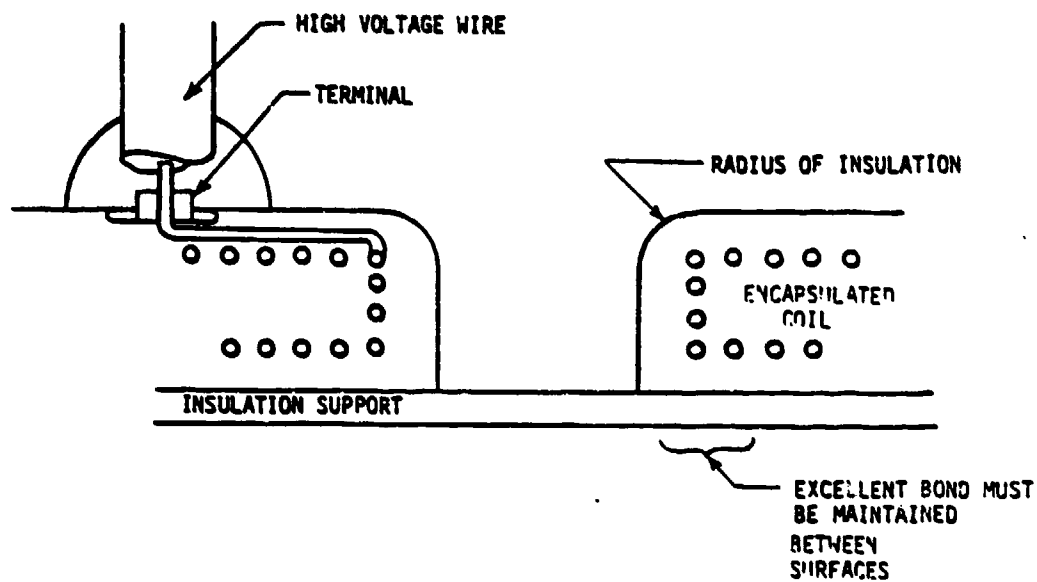 HIGH VOLTAGE WIRE
TERMINAL
RADIUS OF INSULATION
ENCAPSULATED
COIL
INSULATION SUPPORT
EXCELLENT BOND MUST
BE MAINTAINED
BETWEEN
SURFACES